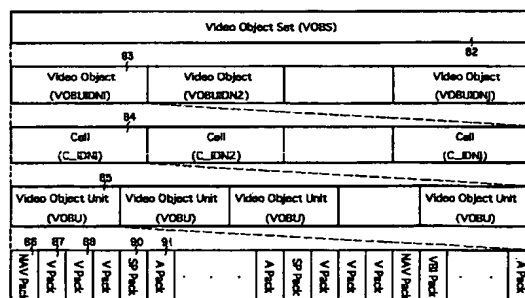 Video Object Set (VOBS)
83
82
Video Object
(VOBUIDN1)
Video Object
(VOBUIDN2)
Video Object
(VOBUIDNj)
84
Cell
(C_IDN1)
Cell
(C_IDN2)
Cell
(C_IDNj)
85
Video Object Unit
(VOBU)
Video Object Unit
(VOBU)
Video Object Unit
(VOBU)
Video Object Unit
(VOBU)
86
87
88
90
91
NAV Pack
V Pack
V Pack
V Pack
SP Pack
A Pack
. . .
A Pack
SP Pack
V Pack
V Pack
V Pack
NAV Pack
VBI Pack
. . .
A Pack